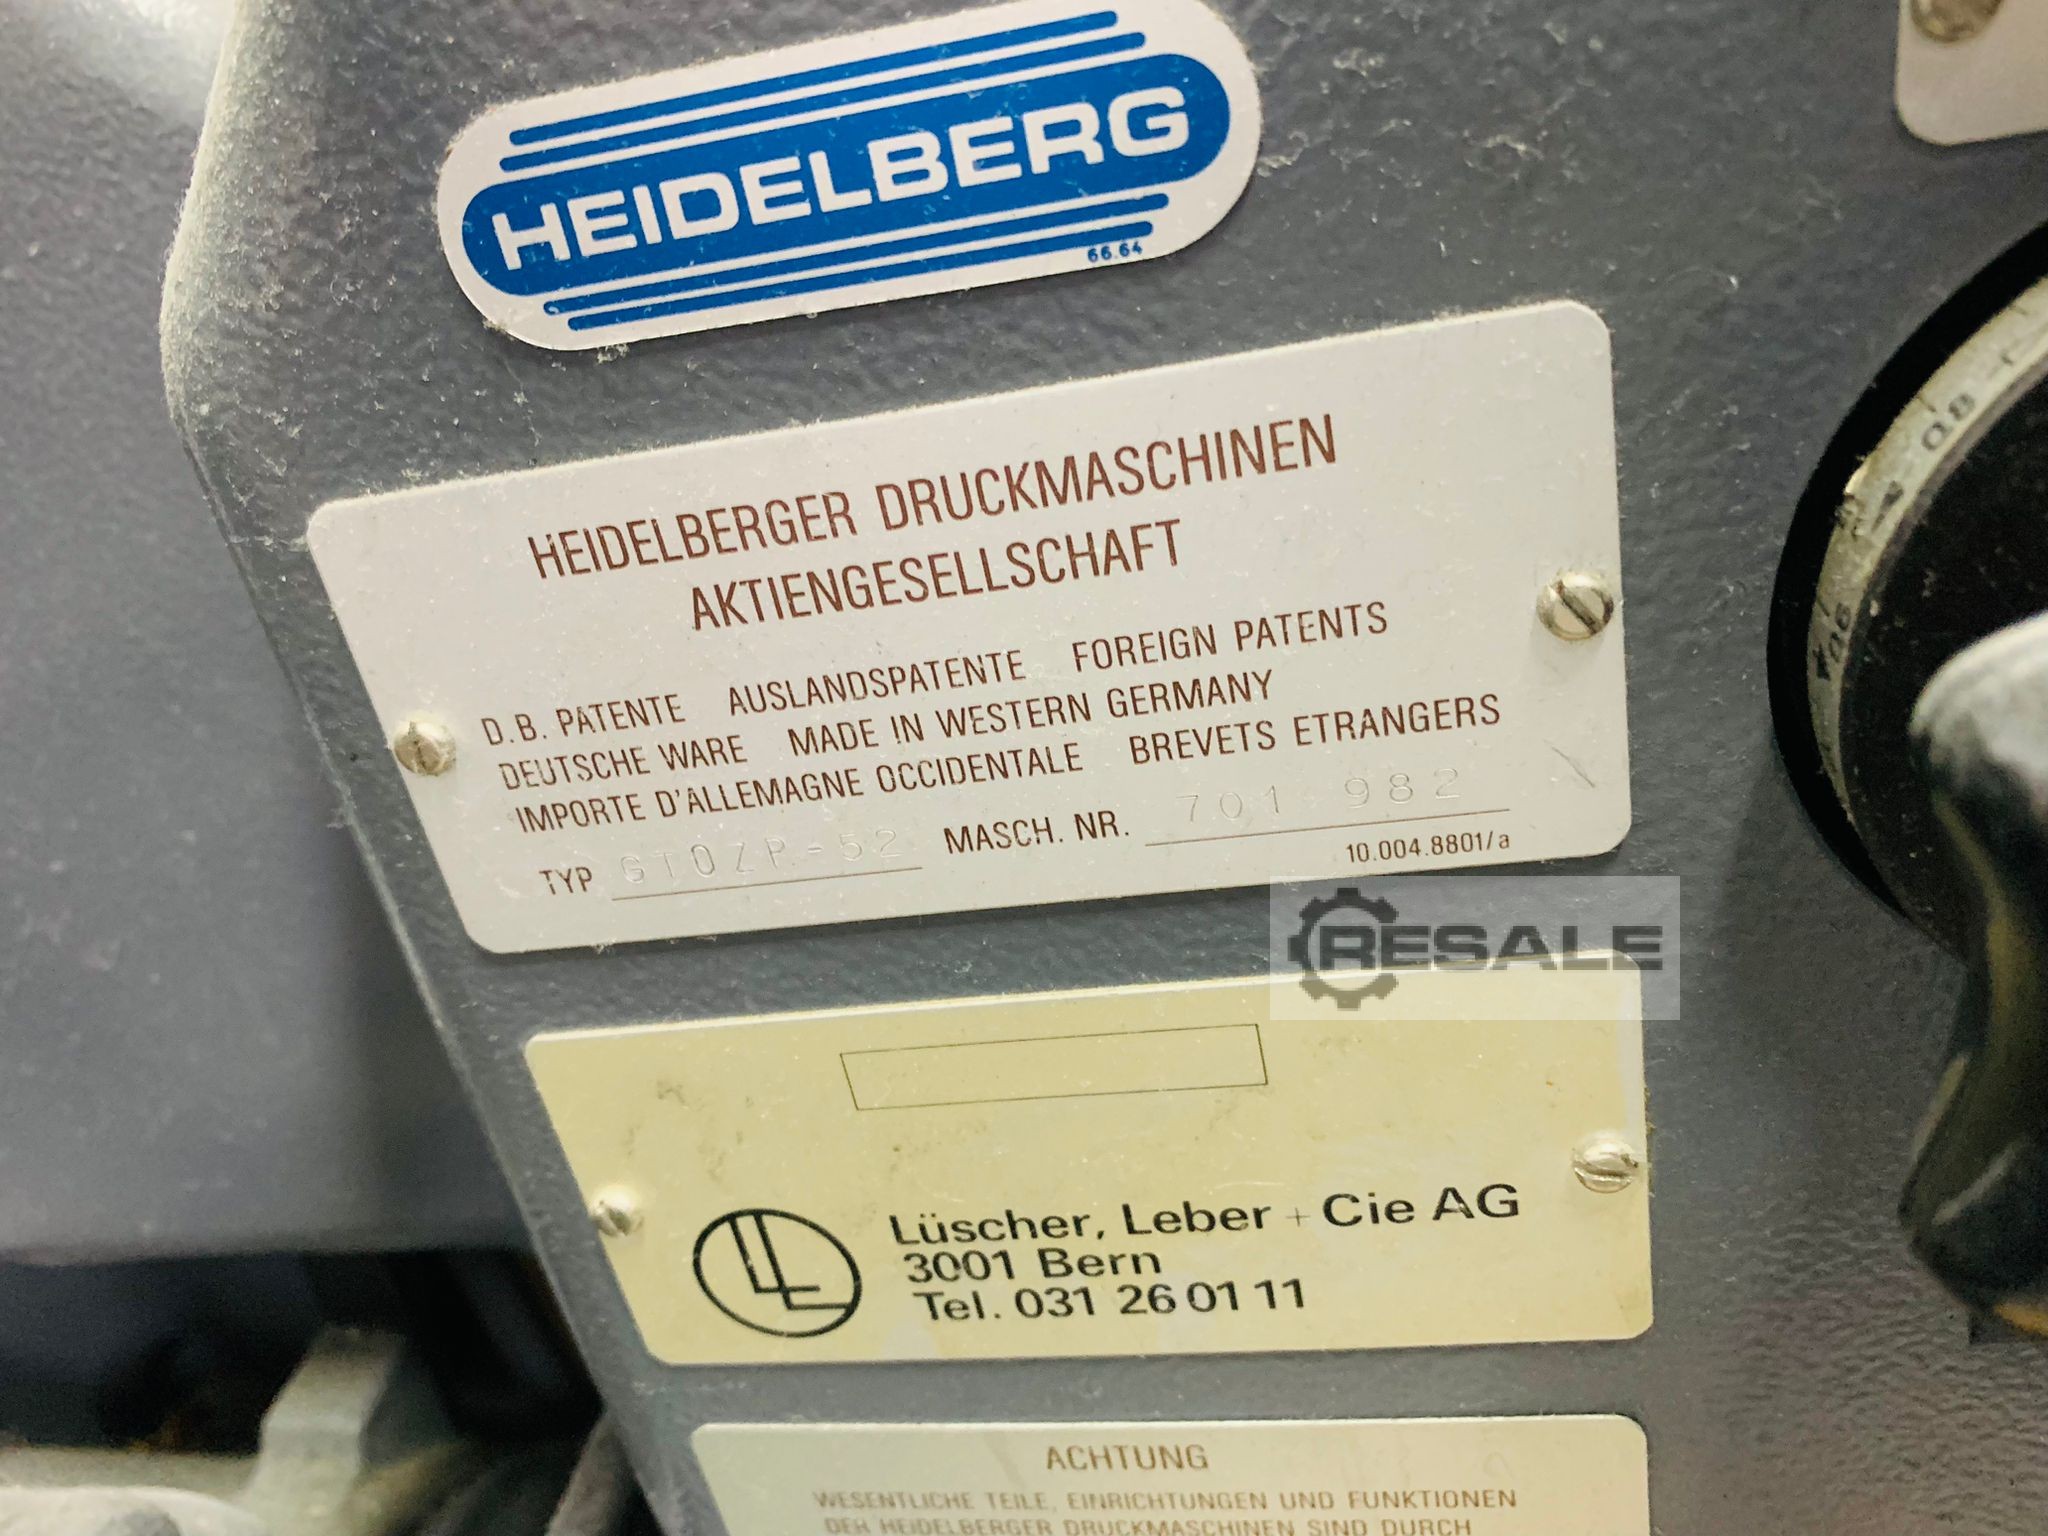 HEIDELBERG
66.64
HEIDELBERGER DRUCKMASCHINEN
AKTIENGESELLSCHAFT
D.B. PATENTE AUSLANDSPATENTE FOREIGN PATENTS
DEUTSCHE WARE MADE IN WESTERN GERMANY
IMPORTE D'ALLEMAGNE OCCIDENTALE BREVETS ETRANGERS
TYP GTOZP-52 MASCH. NR. 701 982
10.004.8801/a
RESALE
Lüscher, Leber + Cie AG
3001 Bern
Tel. 031 26 01 11
ACHTUNG
WESENTLICHE TEILE, EINRICHTUNGEN UND FUNKTIONEN
DER HEIDELBERGER DRUCKMASCHINEN SIND DURCH